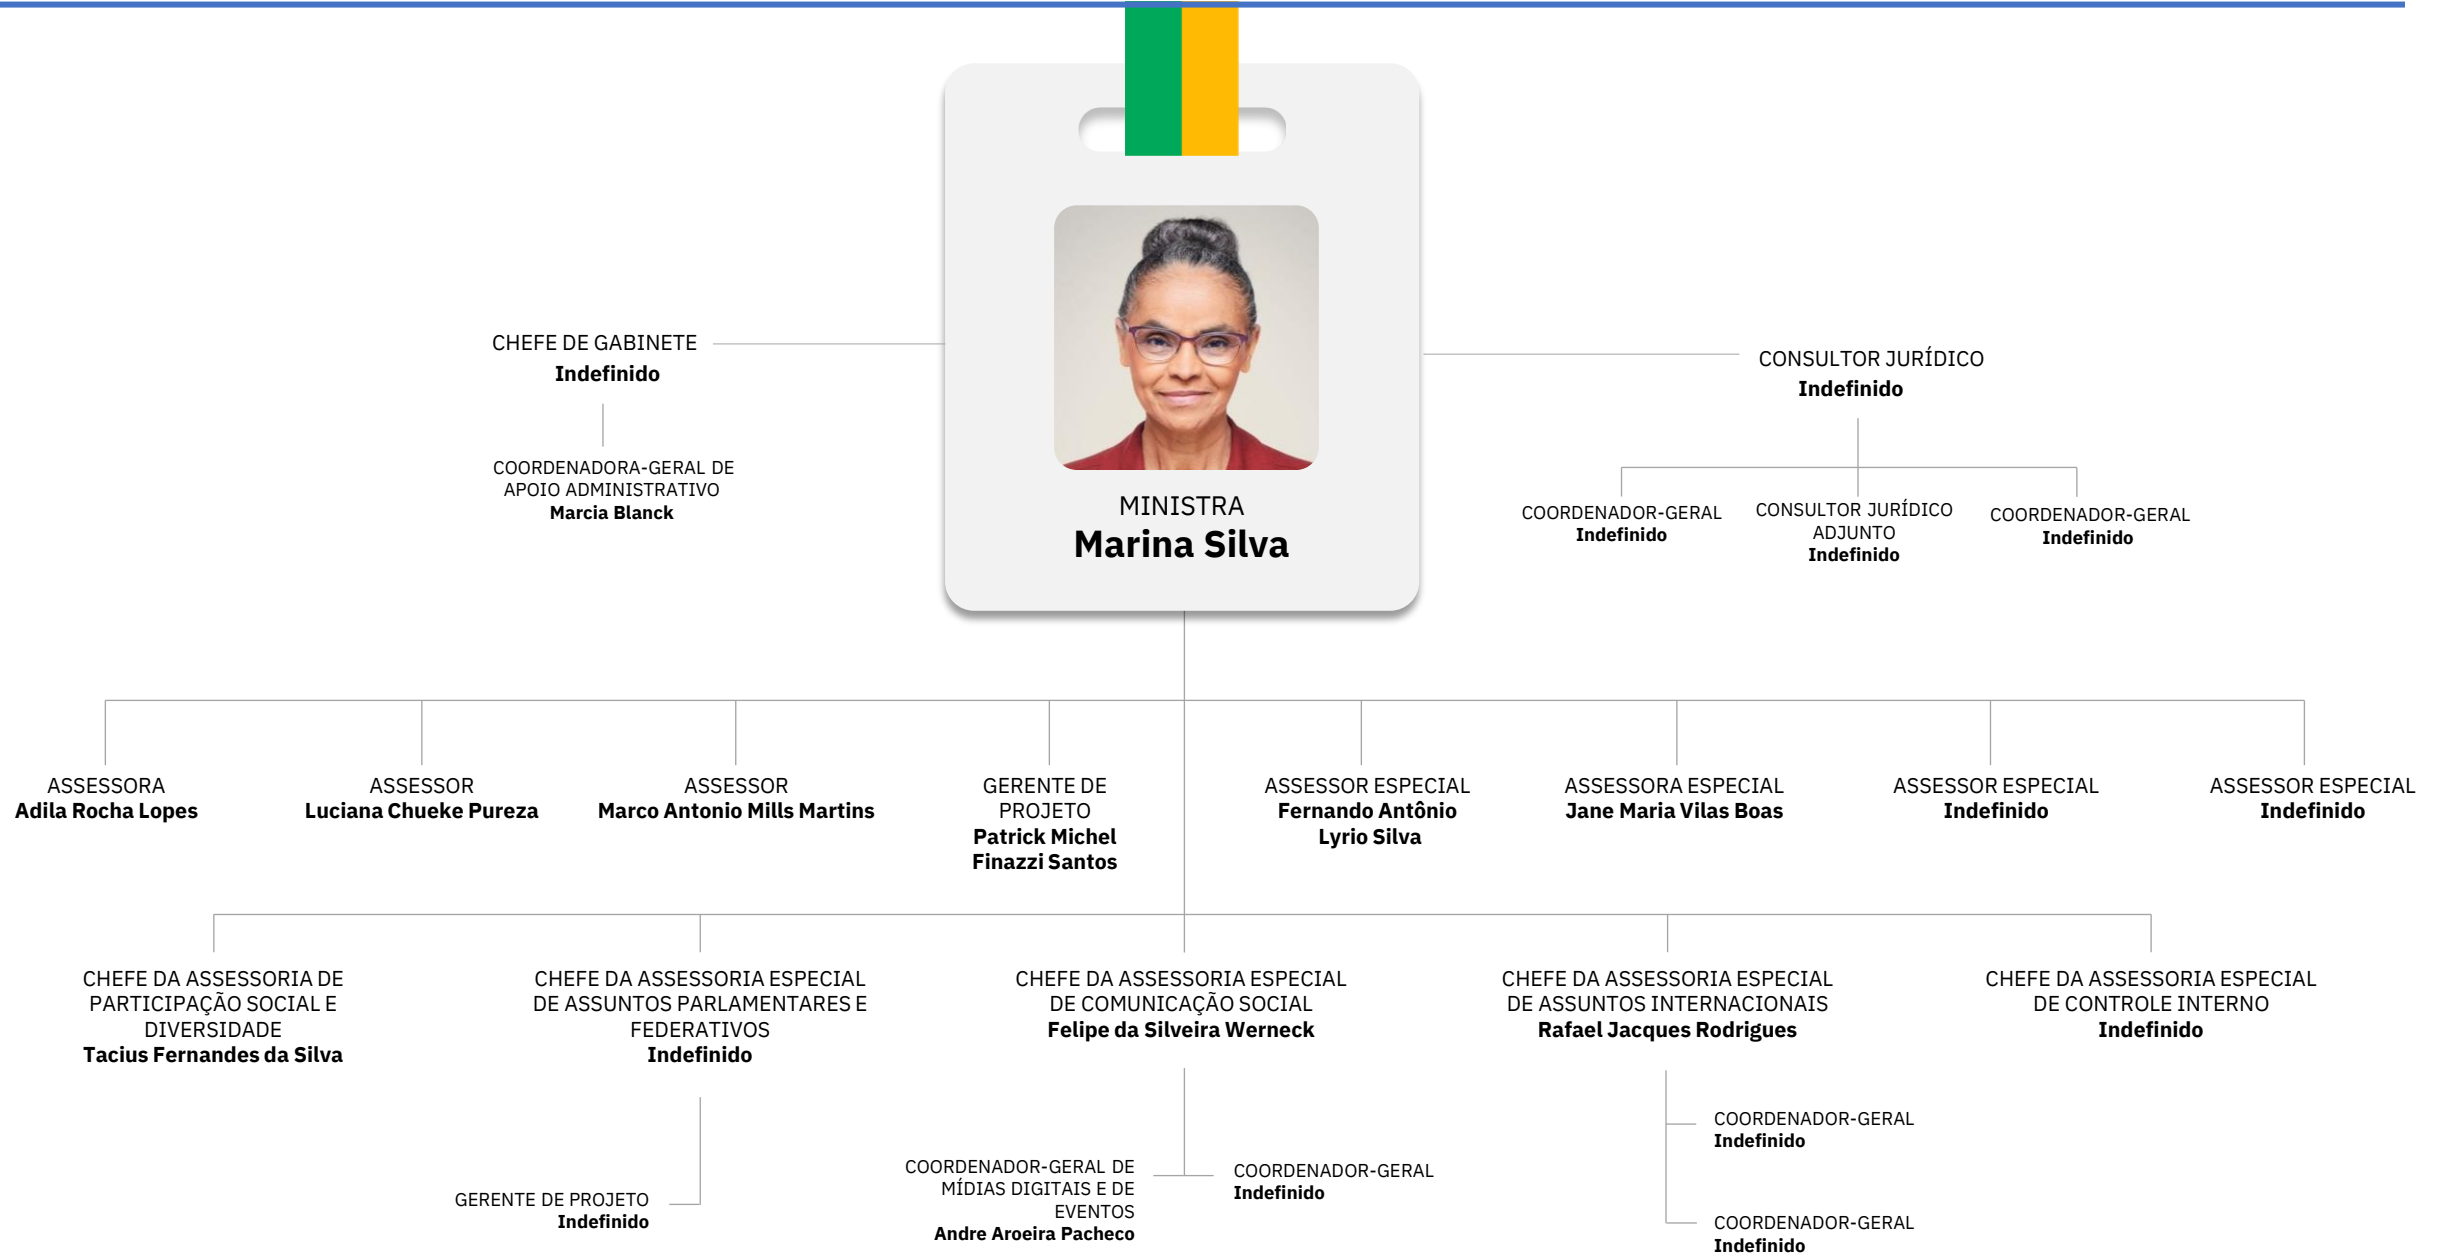 CHEFE DE GABINETE
Indefinido
COORDENADORA-GERAL DE
APOIO ADMINISTRATIVO
Marcia Blanck
MINISTRA
Marina Silva
CONSULTOR JURÍDICO
Indefinido
COORDENADOR-GERAL
Indefinido
CONSULTOR JURÍDICO
ADJUNTO
Indefinido
COORDENADOR-GERAL
Indefinido
ASSESSORA
Adila Rocha Lopes
ASSESSOR
Luciana Chueke Pureza
ASSESSOR
Marco Antonio Mills Martins
GERENTE DE
PROJETO
Patrick Michel
Finazzi Santos
ASSESSOR ESPECIAL
Fernando Antônio
Lyrio Silva
ASSESSORA ESPECIAL
Jane Maria Vilas Boas
ASSESSOR ESPECIAL
Indefinido
ASSESSOR ESPECIAL
Indefinido
CHEFE DA ASSESSORIA DE
PARTICIPAÇÃO SOCIAL E
DIVERSIDADE
Tacius Fernandes da Silva
CHEFE DA ASSESSORIA ESPECIAL
DE ASSUNTOS PARLAMENTARES E
FEDERATIVOS
Indefinido
GERENTE DE PROJETO
Indefinido
CHEFE DA ASSESSORIA ESPECIAL
DE COMUNICAÇÃO SOCIAL
Felipe da Silveira Werneck
COORDENADOR-GERAL DE
MÍDIAS DIGITAIS E DE
EVENTOS
Andre Aroeira Pacheco
COORDENADOR-GERAL
Indefinido
CHEFE DA ASSESSORIA ESPECIAL
DE ASSUNTOS INTERNACIONAIS
Rafael Jacques Rodrigues
COORDENADOR-GERAL
Indefinido
COORDENADOR-GERAL
Indefinido
CHEFE DA ASSESSORIA ESPECIAL
DE CONTROLE INTERNO
Indefinido